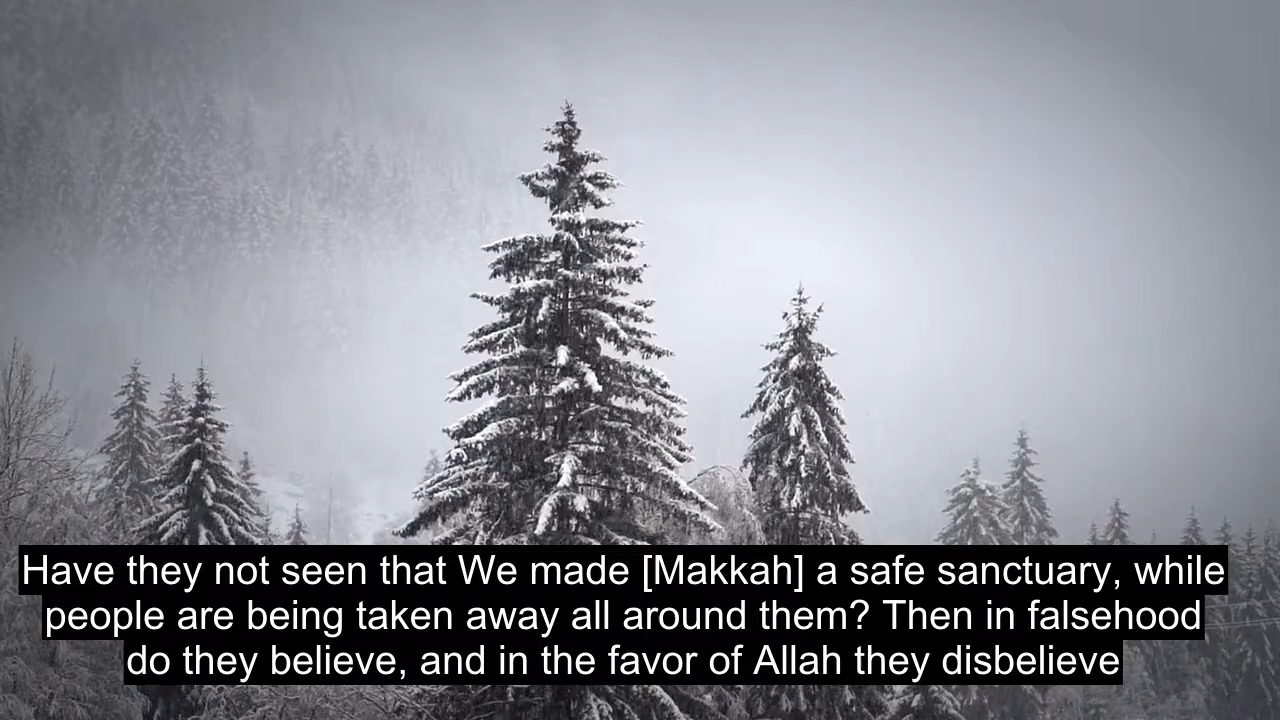 Have they not seen that We made [Makkah] a safe sanctuary, while
people are being taken away all around them? Then in falsehood
do they believe, and in the favor of Allah they disbelieve